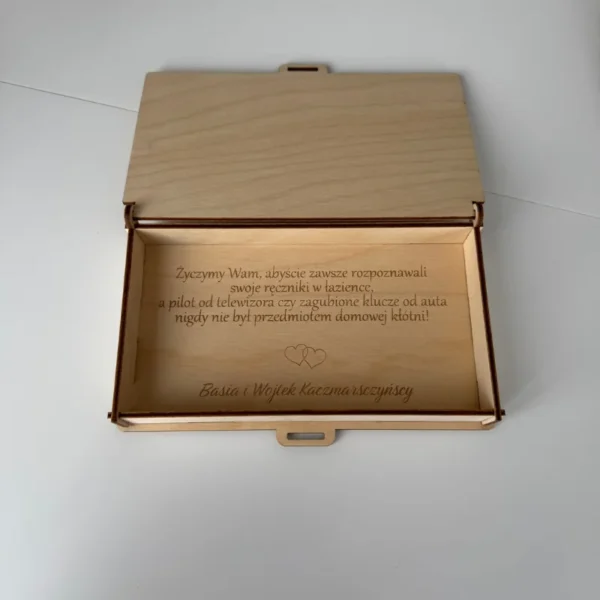 Życzymy Wam, abyście zawsze rozpoznawali
swoje ręczniki w łazience,
a pilot od telewizora czy zagubione klucze od auta
nigdy nie był przedmiotem domowej kłótni!
Basia i Wojtek Kaczmarszczyńscy